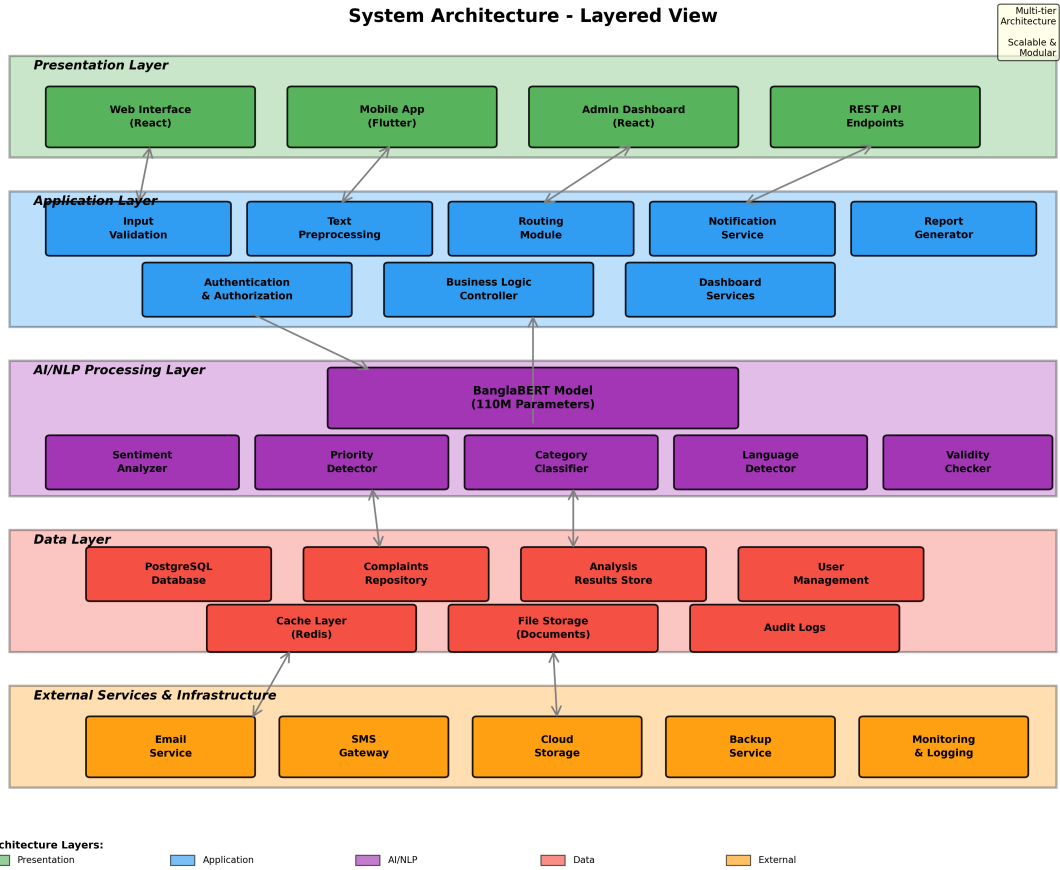 System Architecture - Layered View
Multi-tier
Architecture
Scalable &
Modular
Presentation Layer
Web Interface
(React)
Mobile App
(Flutter)
Admin Dashboard
(React)
REST API
Endpoints
Application Layer
Input
Validation
Text
Preprocessing
Routing
Module
Notification
Service
Report
Generator
Authentication
& Authorization
Business Logic
Controller
Dashboard
Services
AI/NLP Processing Layer
BanglaBERT Model
(110M Parameters)
Sentiment
Analyzer
Priority
Detector
Category
Classifier
Language
Detector
Validity
Checker
Data Layer
PostgreSQL
Database
Complaints
Repository
Analysis
Results Store
User
Management
Cache Layer
(Redis)
File Storage
(Documents)
Audit Logs
External Services & Infrastructure
Email
Service
SMS
Gateway
Cloud
Storage
Backup
Service
Monitoring
& Logging
chitecture Layers:
Presentation
Application
AI/NLP
Data
External